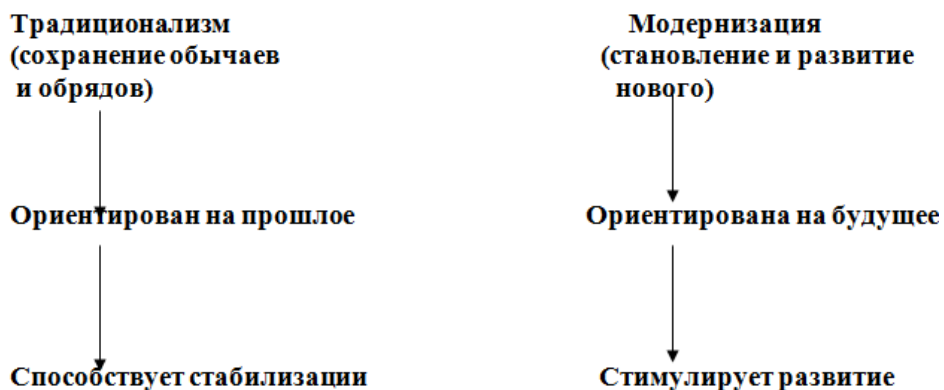 Традиционализм
(сохранение обычаев
и обрядов)
Ориентирован на прошлое
Способствует стабилизации
Модернизация
(становление и развитие
нового)
Ориентирована на будущее
Стимулирует развитие